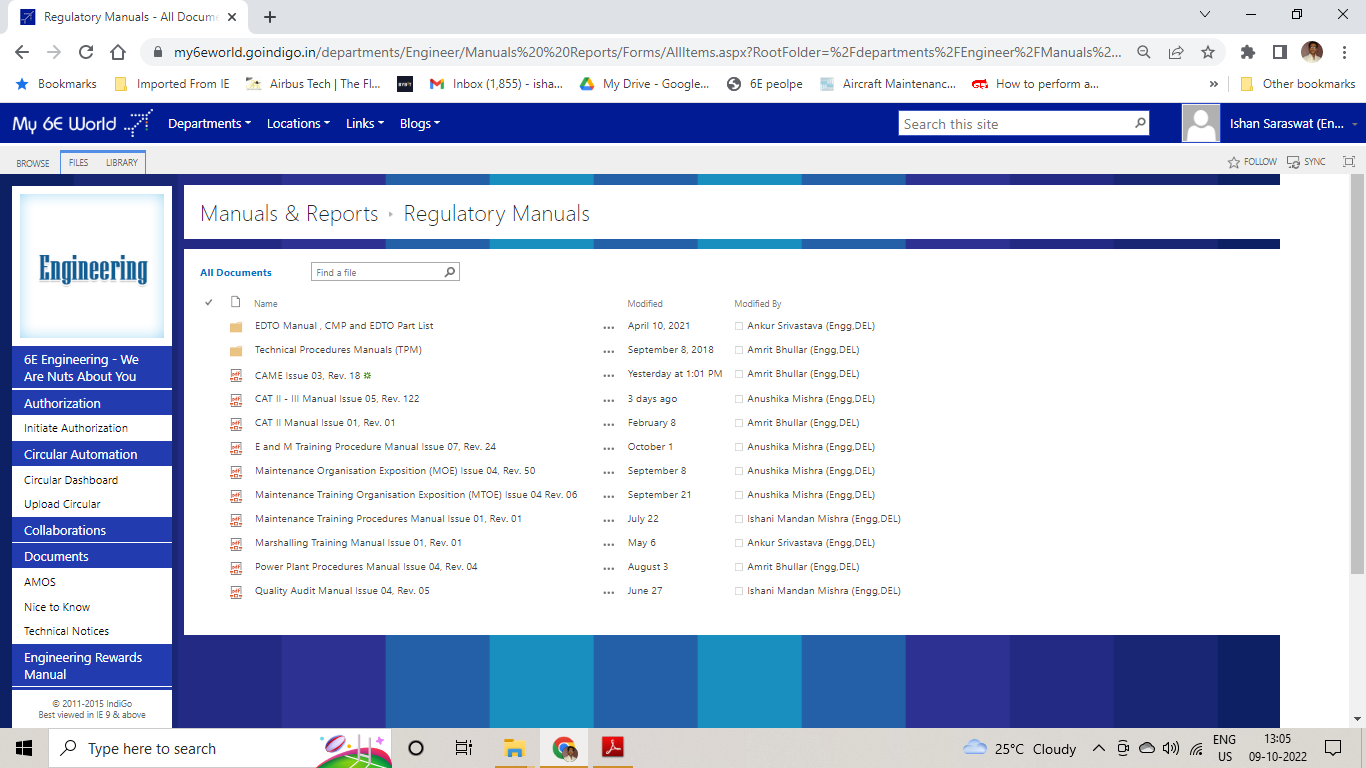 Regulatory Manuals - All Docume
my6eworld.goindigo.in/departments/Engineer/Manuals%20%20Reports/Forms/AllItems.aspx?RootFolder=%2Fdepartments%2FEngineer%2FManuals%2...
Bookmarks Imported From IE Airbus Tech | The Fl... Inbox (1,855) - isha... My Drive - Google... 6E peolpe Aircraft Maintenanc... How to perform a... » Other bookmarks
My 6E World Departments Locations Links Blogs Search this site Ishan Saraswat (En...
BROWSE FILES LIBRARY FOLLOW SYNC
Engineering
6E Engineering - We
Are Nuts About You
Authorization
Initiate Authorization
Circular Automation
Circular Dashboard
Upload Circular
Collaborations
Documents
AMOS
Nice to Know
Technical Notices
Engineering Rewards
Manual
© 2011-2015 IndiGo
Best viewed in IE 9 & above
Manuals & Reports Regulatory Manuals
All Documents Find a file
Name Modified Modified By
EDTO Manual , CMP and EDTO Part List ... April 10, 2021 Ankur Srivastava (Engg,DEL)
Technical Procedures Manuals (TPM) ... September 8, 2018 Amrit Bhullar (Engg,DEL)
CAME Issue 03, Rev. 18 ... Yesterday at 1:01 PM Amrit Bhullar (Engg,DEL)
CAT II - III Manual Issue 05, Rev. 122 ... 3 days ago Anushika Mishra (Engg,DEL)
CAT II Manual Issue 01, Rev. 01 ... February 8 Amrit Bhullar (Engg,DEL)
E and M Training Procedure Manual Issue 07, Rev. 24 ... October 1 Anushika Mishra (Engg,DEL)
Maintenance Organisation Exposition (MOE) Issue 04, Rev. 50 ... September 8 Anushika Mishra (Engg,DEL)
Maintenance Training Organisation Exposition (MTOE) Issue 04 Rev. 06 ... September 21 Anushika Mishra (Engg,DEL)
Maintenance Training Procedures Manual Issue 01, Rev. 01 ... July 22 Ishani Mandan Mishra (Engg,DEL)
Marshalling Training Manual Issue 01, Rev. 01 ... May 6 Ankur Srivastava (Engg,DEL)
Power Plant Procedures Manual Issue 04, Rev. 04 ... August 3 Amrit Bhullar (Engg,DEL)
Quality Audit Manual Issue 04, Rev. 05 ... June 27 Ishani Mandan Mishra (Engg,DEL)
Type here to search 25°C Cloudy ENG 13:05
US 09-10-2022